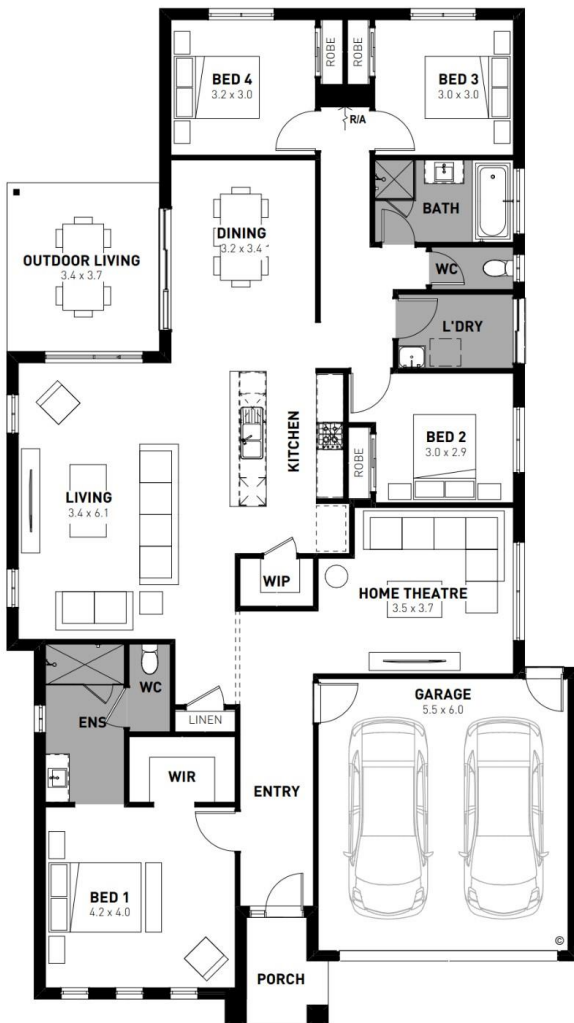 ROBE
ROBE
BED 4
3.2 x 3.0
BED 3
3.0 x 3.0
R/A
BATH
DINING
3.2 x 3.4
OUTDOOR LIVING
3.4 x 3.7
WC
L'DRY
KITCHEN
BED 2
3.0 x 2.9
ROBE
LIVING
3.4 x 6.1
WIP
HOME THEATRE
3.5 x 3.7
WC
ENS
LINEN
GARAGE
5.5 x 6.0
WIR
ENTRY
BED 1
4.2 x 4.0
©
PORCH